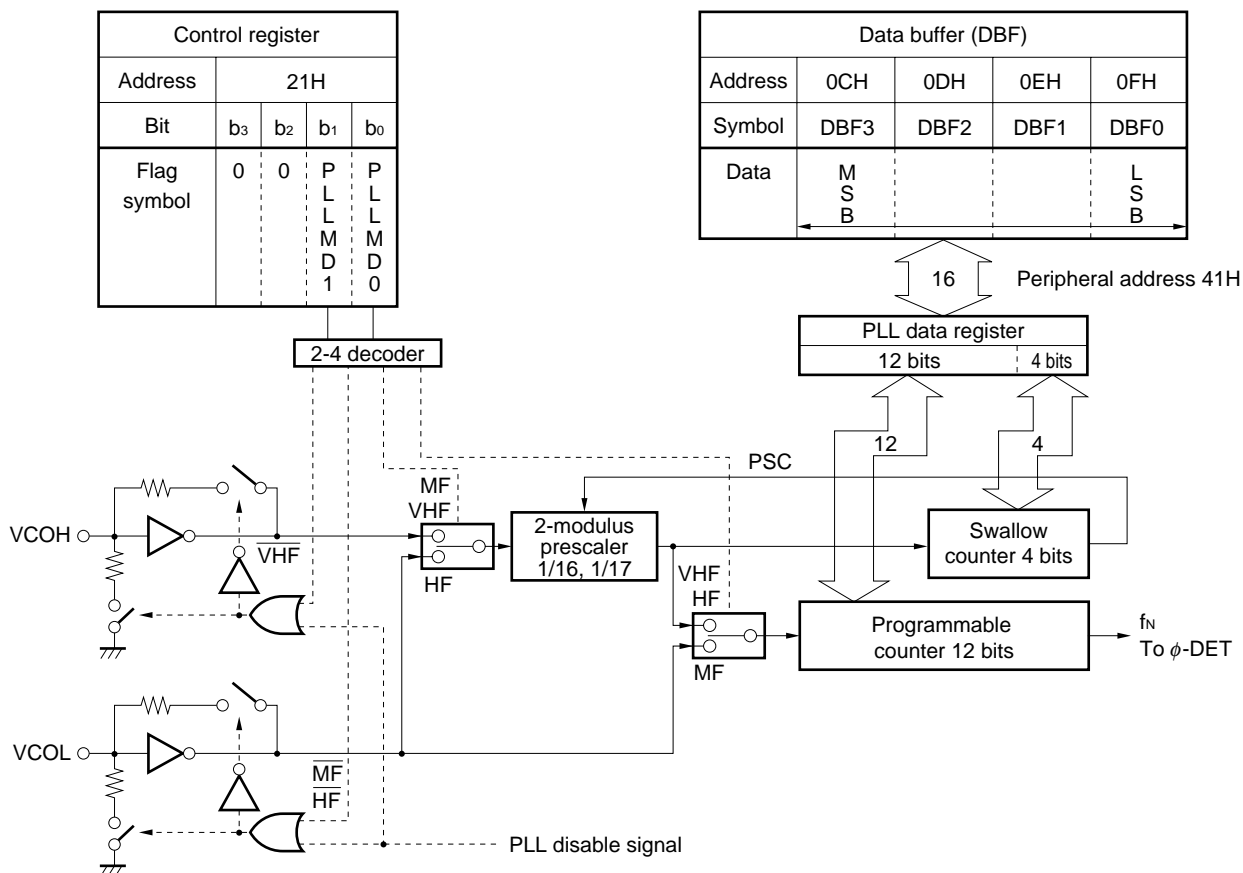 Control register
Address 21H
Bit b3 b2 b1 b0
Flag symbol 0 0 PLLMD1 PLLMD0
2-4 decoder
Data buffer (DBF)
Address 0CH 0DH 0EH 0FH
Symbol DBF3 DBF2 DBF1 DBF0
Data MSB LSB
16 Peripheral address 41H
PLL data register
12 bits 4 bits
12 4
PSC
VCOH
VHF
MF
VHF
HF
2-modulus
prescaler
1/16, 1/17
Swallow
counter 4 bits
VHF
HF
MF
Programmable
counter 12 bits
fN
To ϕ-DET
VCOL
MF
HF
PLL disable signal